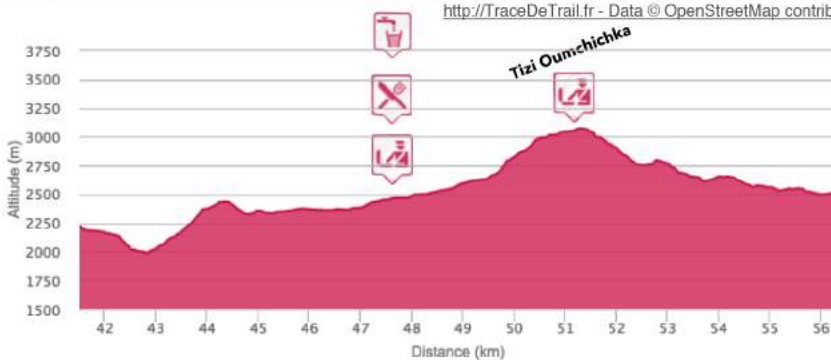 http://TraceDeTrail.fr - Data © OpenStreetMap contrib
Tizi Oumchichka
3750
3500
3250
3000
2750
2500
2250
2000
1750
1500
Altitude (m)
42 43 44 45 46 47 48 49 50 51 52 53 54 55 56
Distance (km)